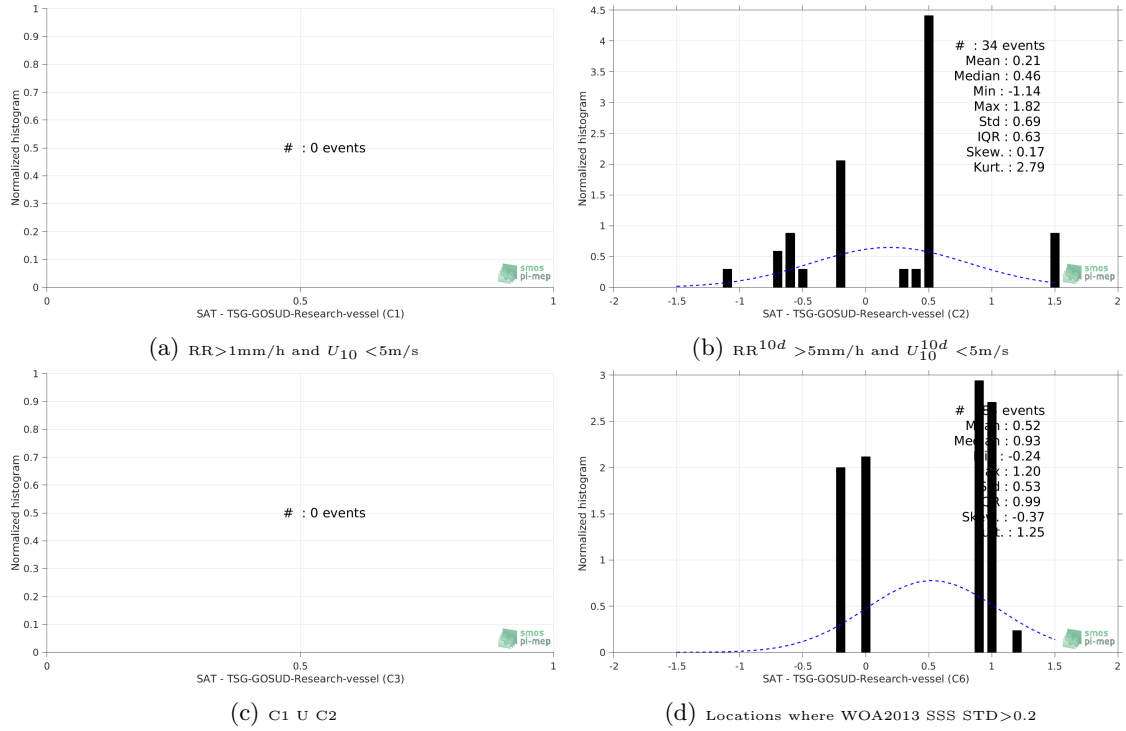 1
0.9
0.8
0.7
0.6
0.5
0.4
0.3
0.2
0.1
0
Normalized histogram
# : 0 events
smos
pi-mep
0 0.5 1
SAT - TSG-GOSUD-Research-vessel (C1)
(a) RR>1mm/h and U10 <5m/s
4.5
4
3.5
3
2.5
2
1.5
1
0.5
0
Normalized histogram
# : 34 events
Mean : 0.21
Median : 0.46
Min : -1.14
Max : 1.82
Std : 0.69
IQR : 0.63
Skew. : 0.17
Kurt. : 2.79
smos
pi-mep
-2 -1.5 -1 -0.5 0 0.5 1 1.5 2
SAT - TSG-GOSUD-Research-vessel (C2)
(b) RR10d >5mm/h and U10d10 <5m/s
1
0.9
0.8
0.7
0.6
0.5
0.4
0.3
0.2
0.1
0
Normalized histogram
# : 0 events
smos
pi-mep
0 0.5 1
SAT - TSG-GOSUD-Research-vessel (C3)
(c) C1 U C2
3
2.5
2
1.5
1
0.5
0
Normalized histogram
# events
: 0.52
: 0.93
: -0.24
: 1.20
: 0.53
: 0.99
: -0.37
: 1.25
smos
pi-mep
-2 -1.5 -1 -0.5 0 0.5 1 1.5 2
SAT - TSG-GOSUD-Research-vessel (C6)
(d) Locations where WOA2013 SSS STD>0.2